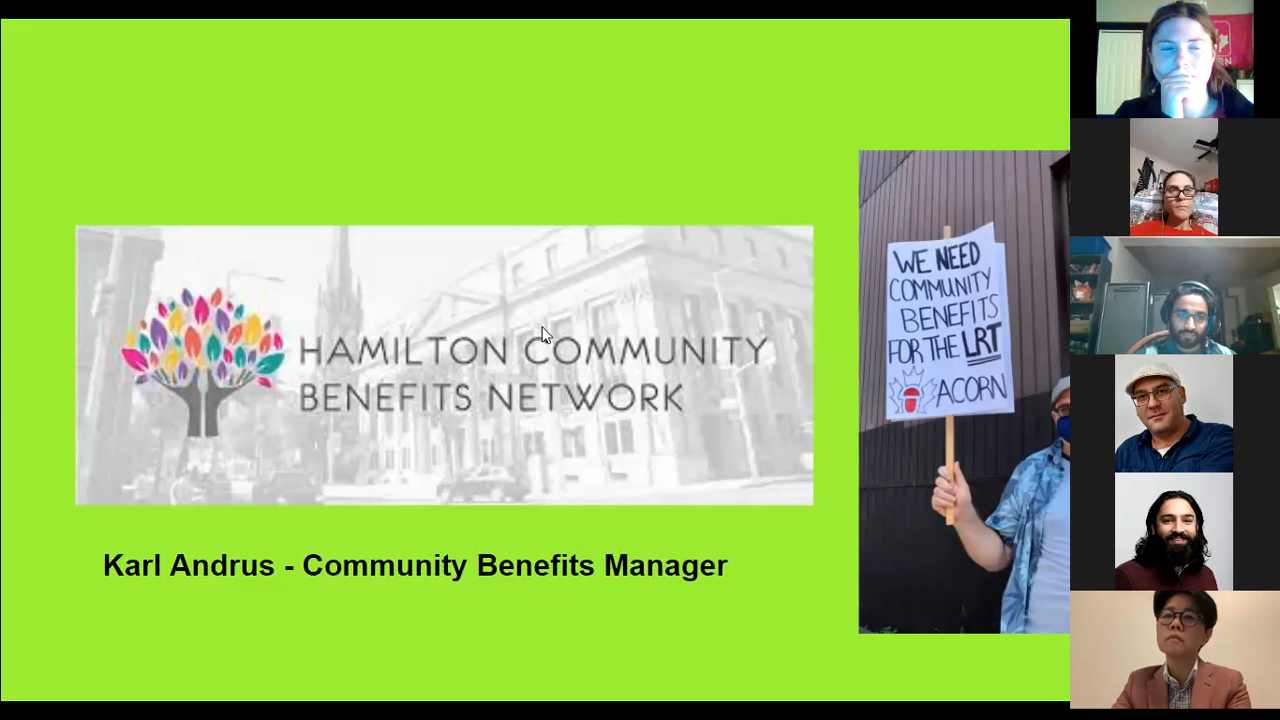 HAMILTON COMMUNITY
BENEFITS NETWORK
Karl Andrus - Community Benefits Manager
WE NEED
COMMUNITY
BENEFITS
FOR THE LRT
ACORN